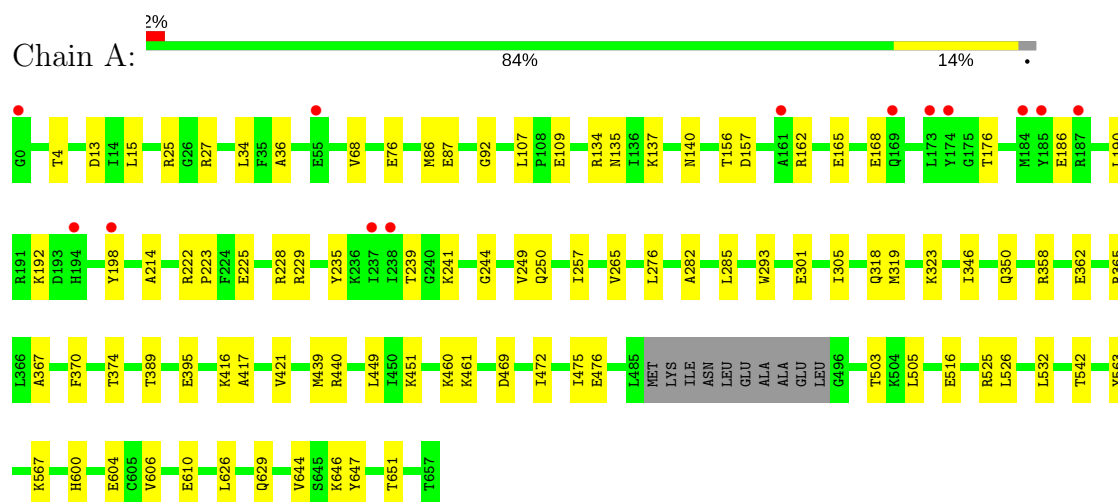 2%
Chain A:
84% 14% •
G0 T4 D13 I14 L15 R25 G26 R27 L34 F35 A36 E55 V68 E76 M86 E87 G92 L107 P108 E109 R134 N135 I136 K137 N140 T156 D157 A161 R162 E165 E168 Q169 L173 Y174 G175 T176 M184 Y185 E186 R187 L190
R191 K192 D193 H194 Y198 A214 R222 P223 F224 E225 R228 R229 Y235 K236 I237 I238 T239 G240 K241 G244 V249 Q250 I257 V265 L276 A282 L285 W293 E301 I305 Q318 M319 K323 I346 Q350 R358 E362
L366 A367 F370 T374 T389 E395 K416 A417 V421 M439 R440 L449 I450 K451 K460 K461 D469 I472 I475 E476 L485 MET LYS ILE ASN LEU GLU ALA ALA GLU LEU G496 T503 K504 L505 E516 R525 L526 L532 T542
K567 H600 E604 C605 V606 E610 L626 Q629 V644 S645 K646 Y647 T651 T657